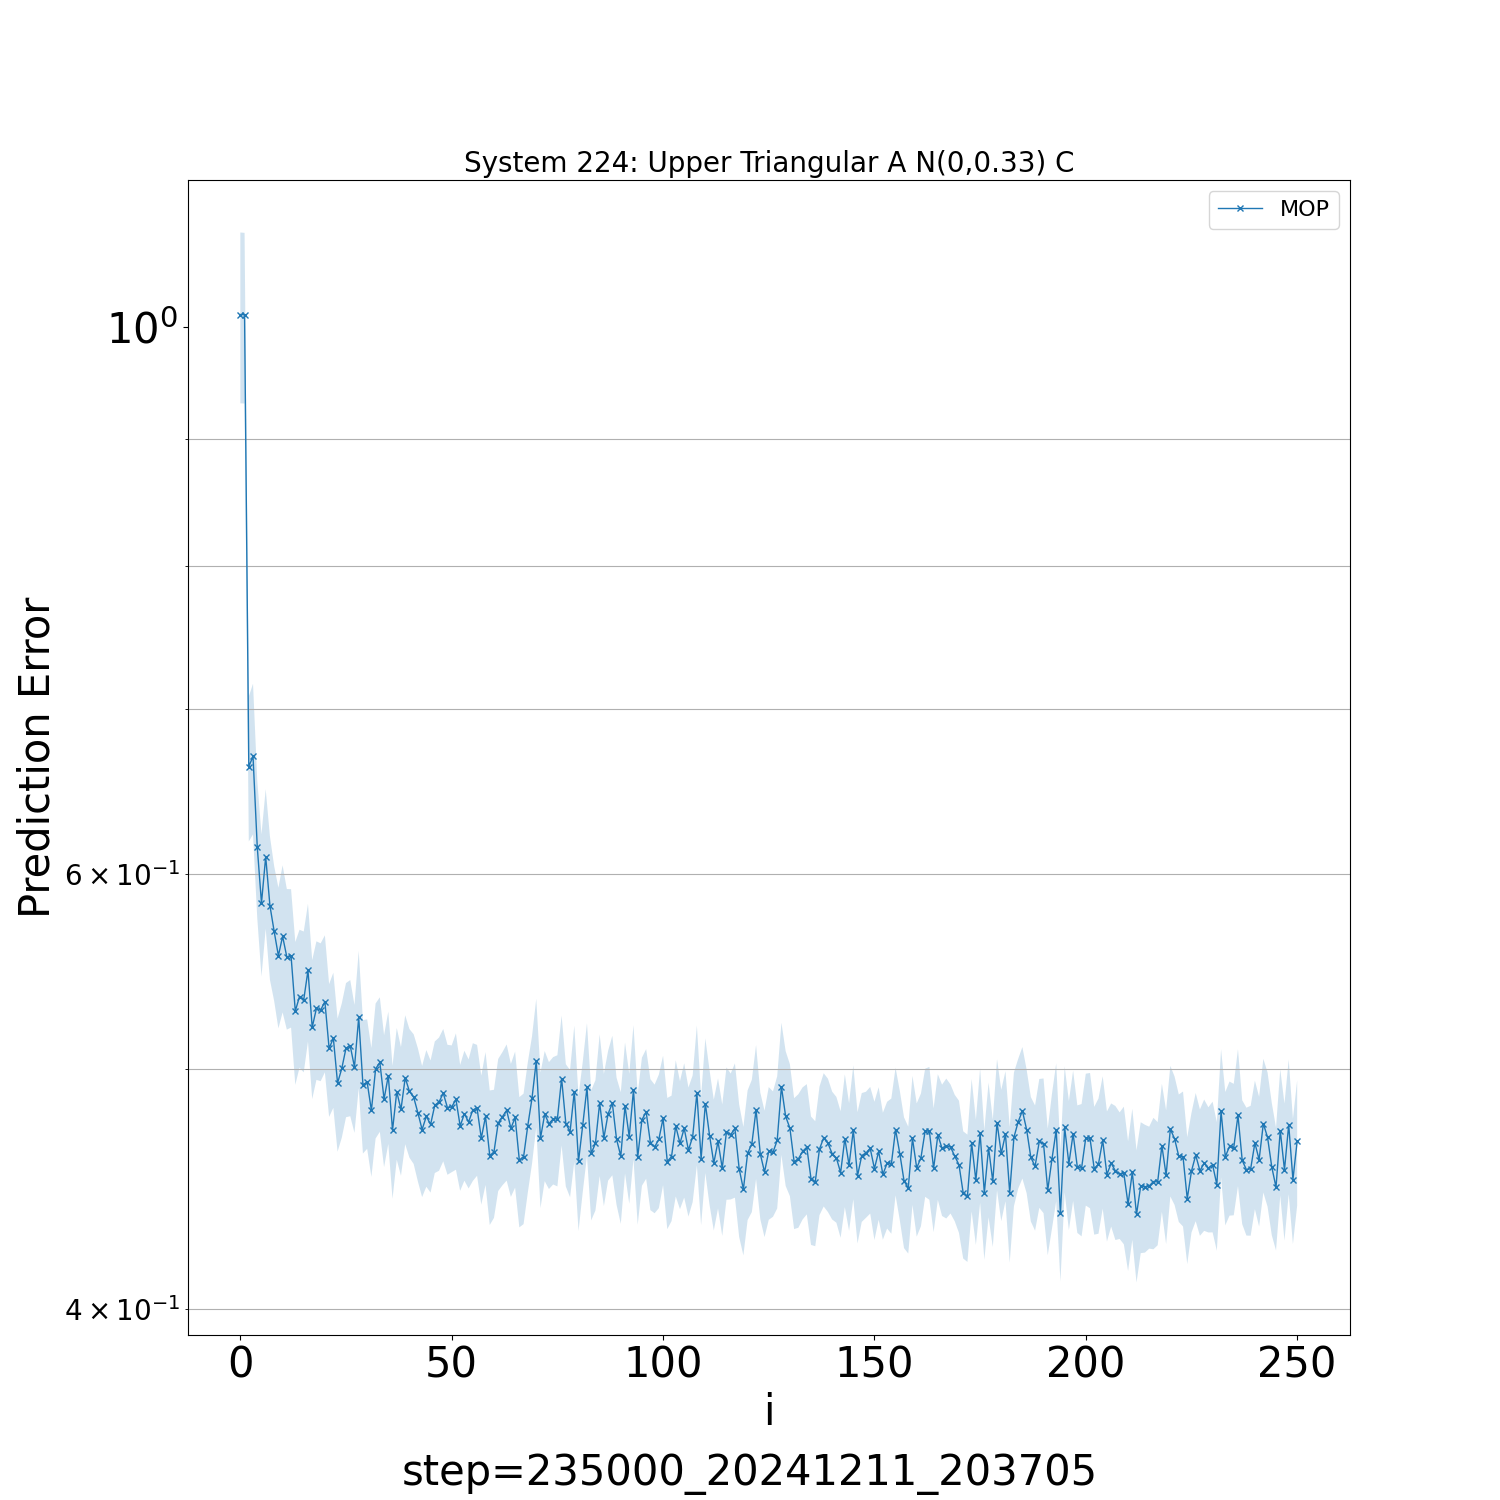 System 224: Upper Triangular A N(0,0.33) C
MOP
10⁰
6 × 10⁻¹
4 × 10⁻¹
Prediction Error
0 50 100 150 200 250
i
step=235000_20241211_203705